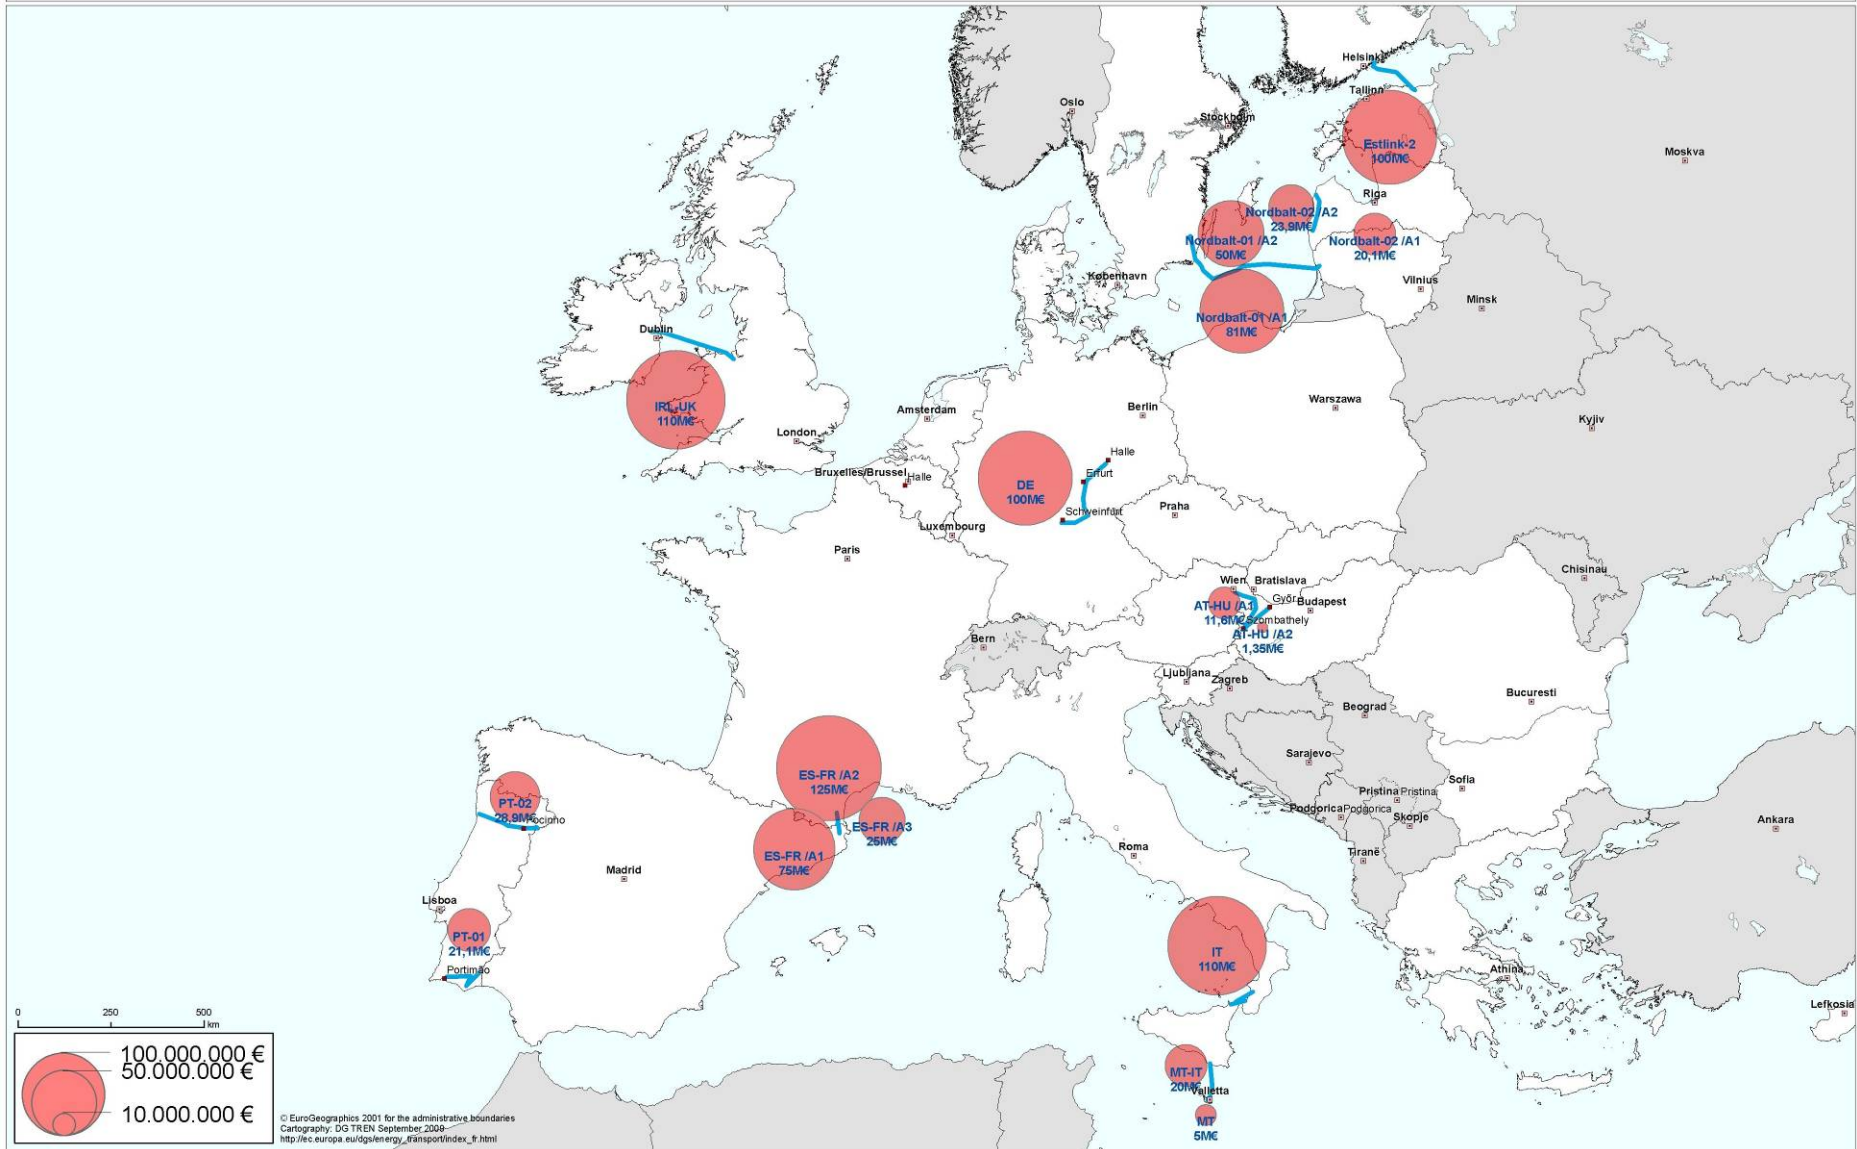 Helsinki
Tallinn
Oslo
Stockholm
Estlink-2
100M€
Moskva
Riga
Nordbalt-02 /A2
23,9M€
Nordbalt-01 /A2
50M€
Nordbalt-02 /A1
20,1M€
København
Vilnius
Minsk
Nordbalt-01 /A1
81M€
Dublin
IRL-UK
110M€
Amsterdam
Berlin
Warszawa
Kyjiv
London
Halle
Bruxelles/Brussel
Halle
Erfurt
DE
100M€
Schweinfurt
Praha
Luxembourg
Paris
Chisinau
Wien
Bratislava
Győr
Budapest
AT-HU /A1
11,6M€
Szombathely
AT-HU /A2
1,35M€
Bern
Ljubljana
Zagreb
Bucuresti
Beograd
Sarajevo
Sofia
ES-FR /A2
125M€
Pristina
Pristina
PT-02
28,9M€
Pocinho
Podgorica
Podgorica
Skopje
Ankara
ES-FR /A3
25M€
Roma
Tiranë
ES-FR /A1
75M€
Madrid
Lisboa
PT-01
21,1M€
Portimão
IT
110M€
Athina
Lefkosia
0
250
500
km
100.000.000 €
50.000.000 €
10.000.000 €
MT-IT
20M€
Valletta
MT
5M€
© EuroGeographics 2001 for the administrative boundaries
Cartography: DG TREN September 2009
http://ec.europa.eu/dgs/energy_transport/index_fr.html